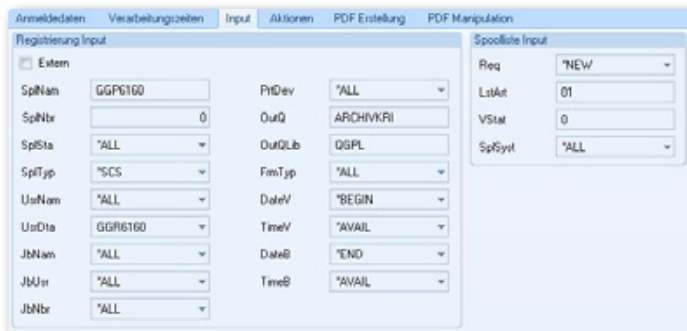 Anmeldedaten Verarbeitungszeiten Input Aktionen PDF Erstellung PDF Manipulation
Registrierung Input
Extern
SplNam GGP6160 PrtDev *ALL
SplNbr 0 OutQ ARCHIVKRI
SplSta *ALL OutQLib QGPL
SplTyp *SCS FrmTyp *ALL
UsrNam *ALL DateV *BEGIN
UsrDta GGR6160 TimeV *AVAIL
JbNam *ALL DateB *END
JbUsr *ALL TimeB *AVAIL
JbNbr *ALL
Spoolliste Input
Req *NEW
LstArt 01
VStat 0
SplSyst *ALL